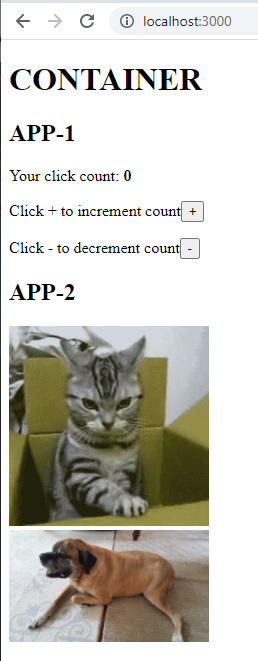 localhost:3000
CONTAINER
APP-1
Your click count: 0
Click + to increment count +
Click - to decrement count -
APP-2